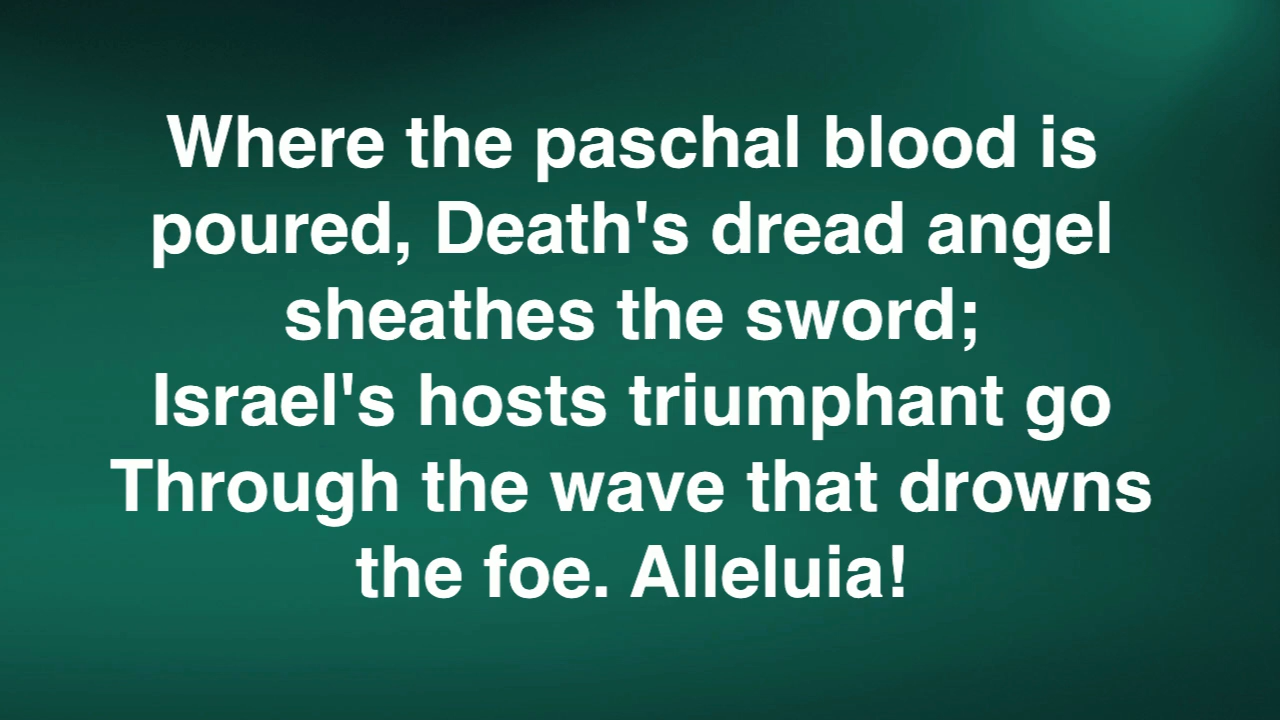 Where the paschal blood is
poured, Death's dread angel
sheathes the sword;
Israel's hosts triumphant go
Through the wave that drowns
the foe. Alleluia!